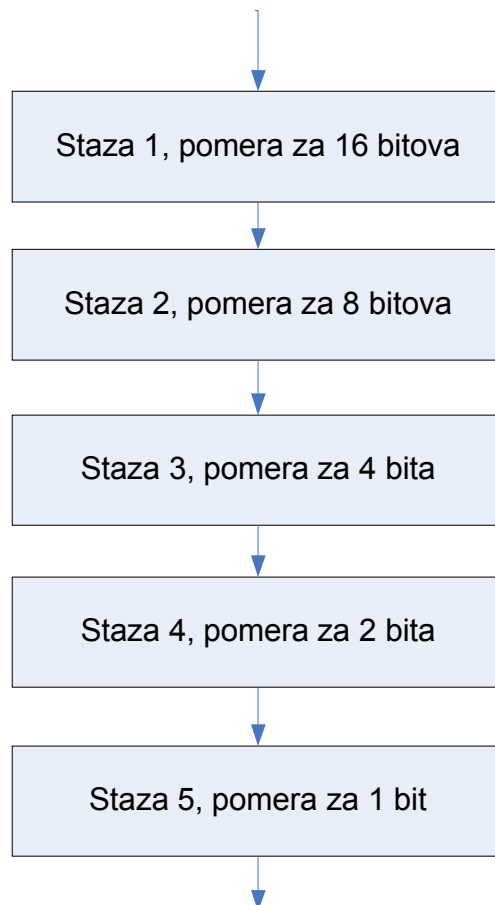 Staza 1, pomera za 16 bitova
Staza 2, pomera za 8 bitova
Staza 3, pomera za 4 bita
Staza 4, pomera za 2 bita
Staza 5, pomera za 1 bit